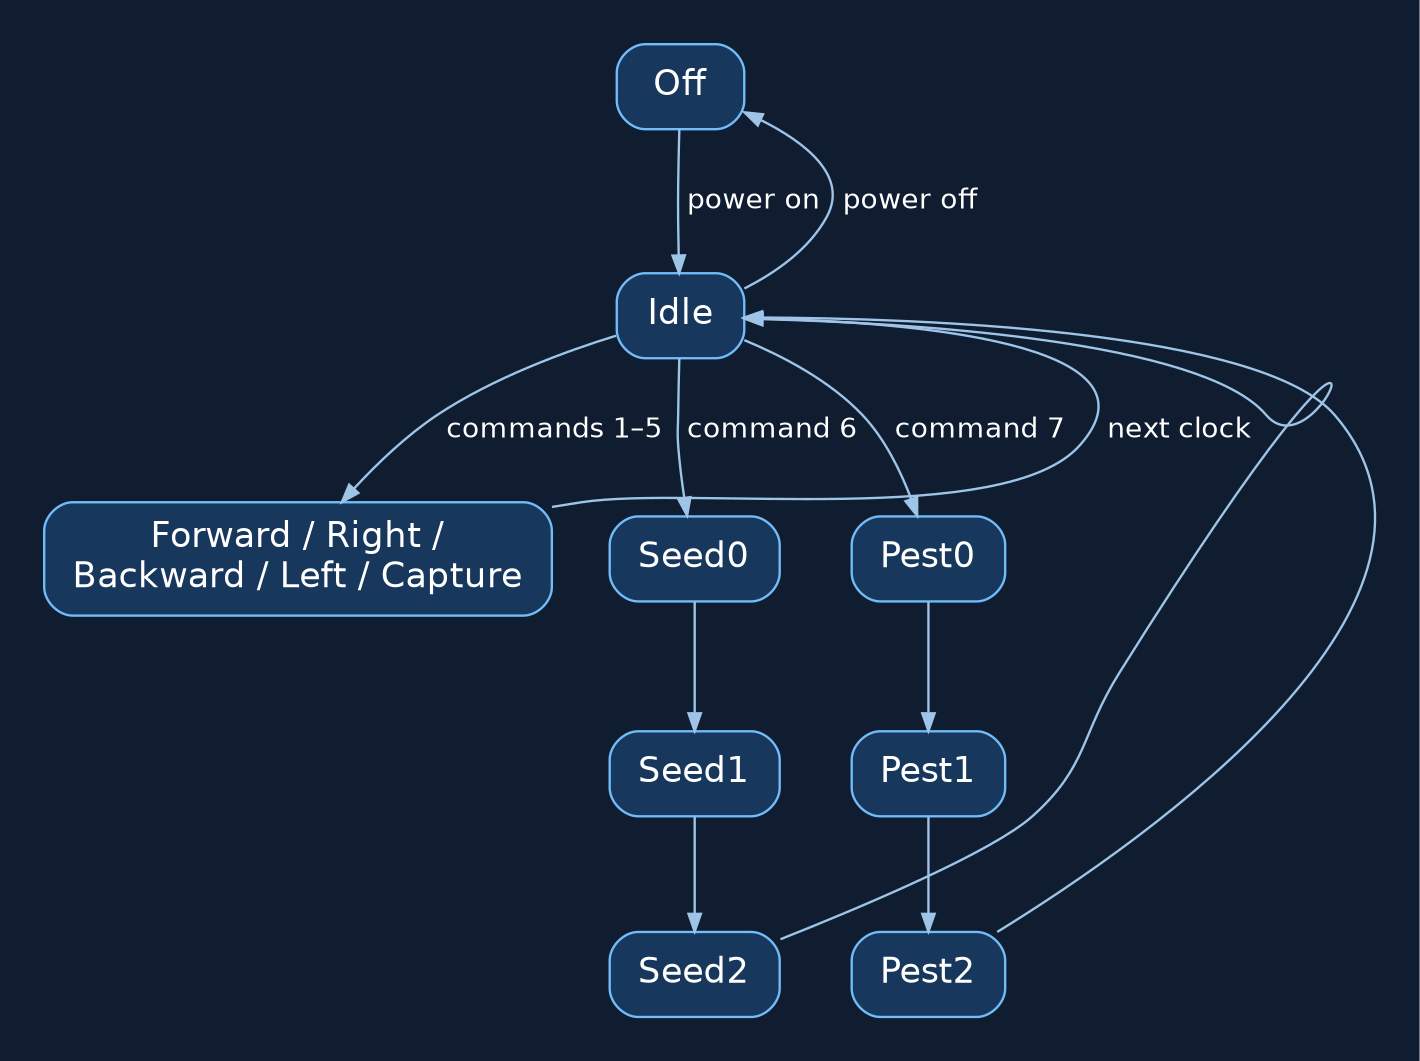 Off
power on
power off
Idle
commands 1–5
command 6
command 7
next clock
Forward / Right /
Backward / Left / Capture
Seed0
Pest0
Seed1
Pest1
Seed2
Pest2